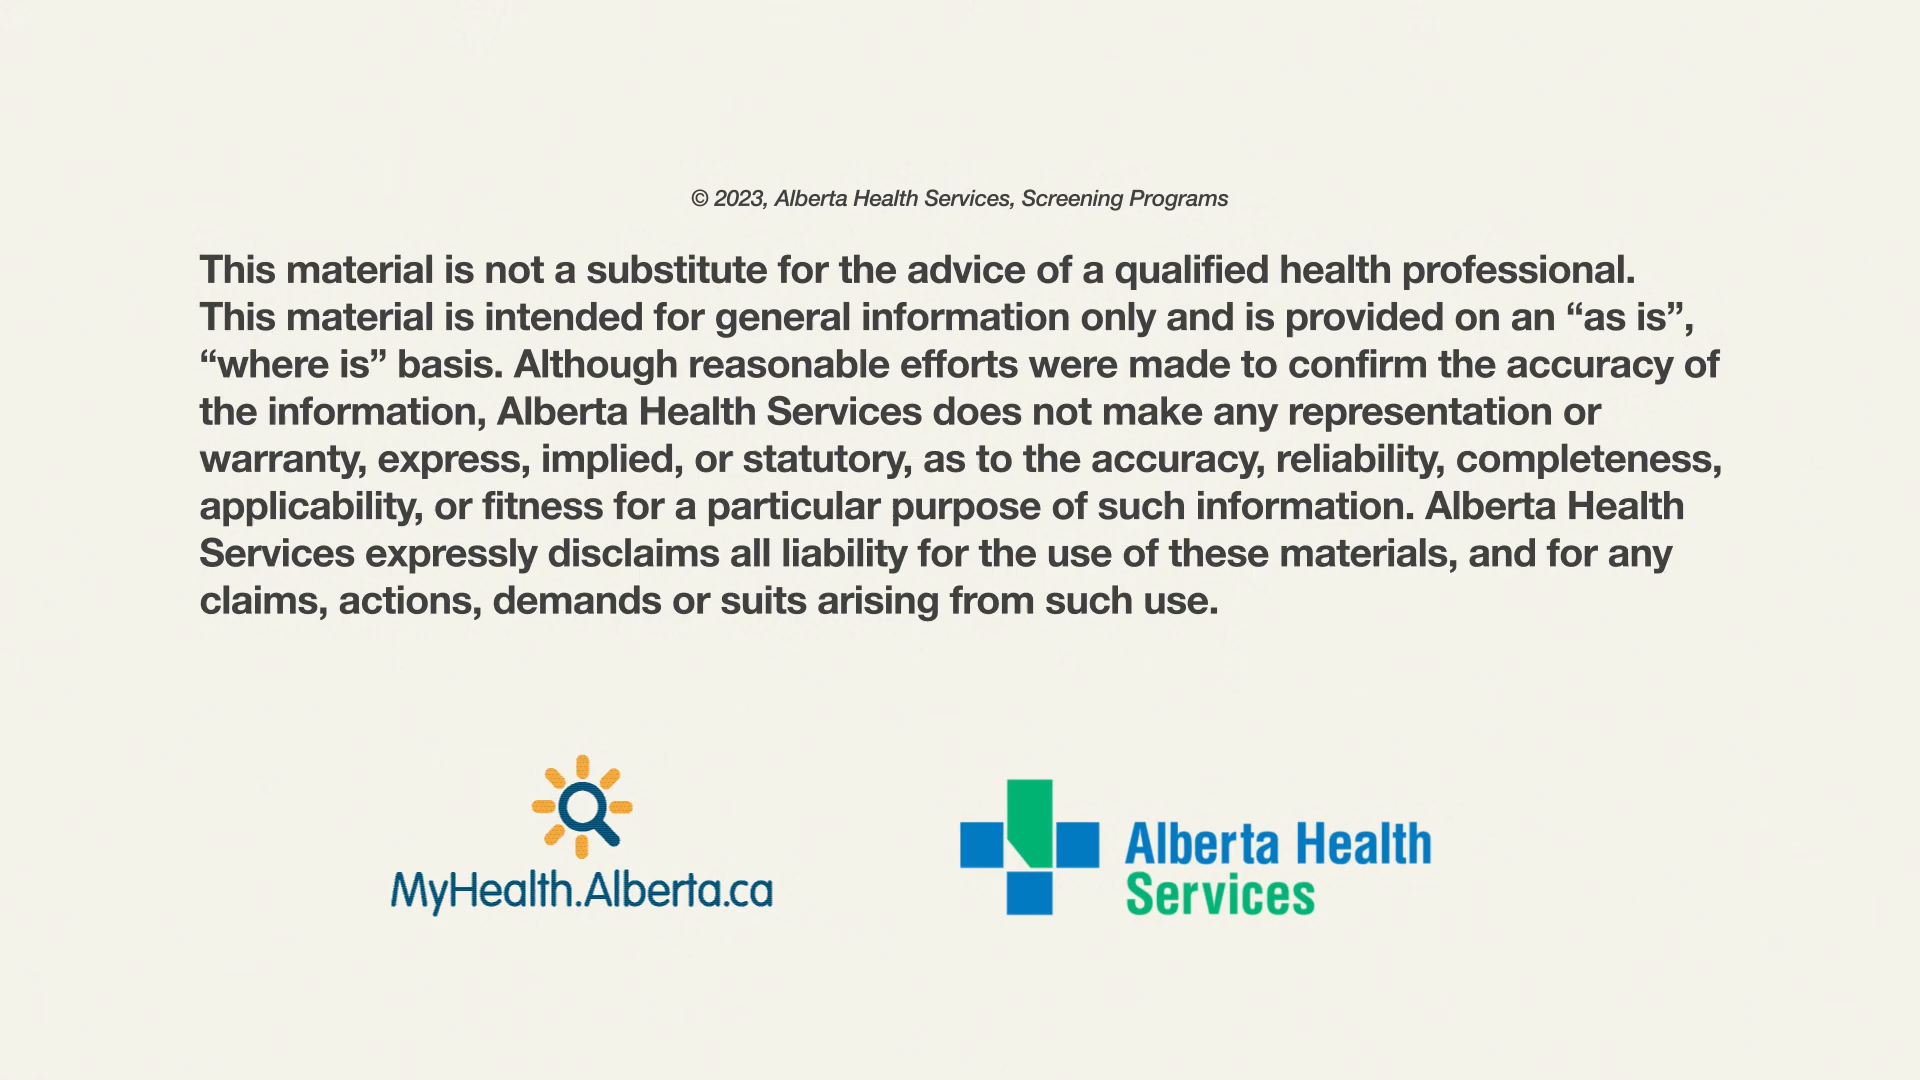 © 2023, Alberta Health Services, Screening Programs
This material is not a substitute for the advice of a qualified health professional.
This material is intended for general information only and is provided on an “as is”,
“where is” basis. Although reasonable efforts were made to confirm the accuracy of
the information, Alberta Health Services does not make any representation or
warranty, express, implied, or statutory, as to the accuracy, reliability, completeness,
applicability, or fitness for a particular purpose of such information. Alberta Health
Services expressly disclaims all liability for the use of these materials, and for any
claims, actions, demands or suits arising from such use.
MyHealth.Alberta.ca
Alberta Health
Services